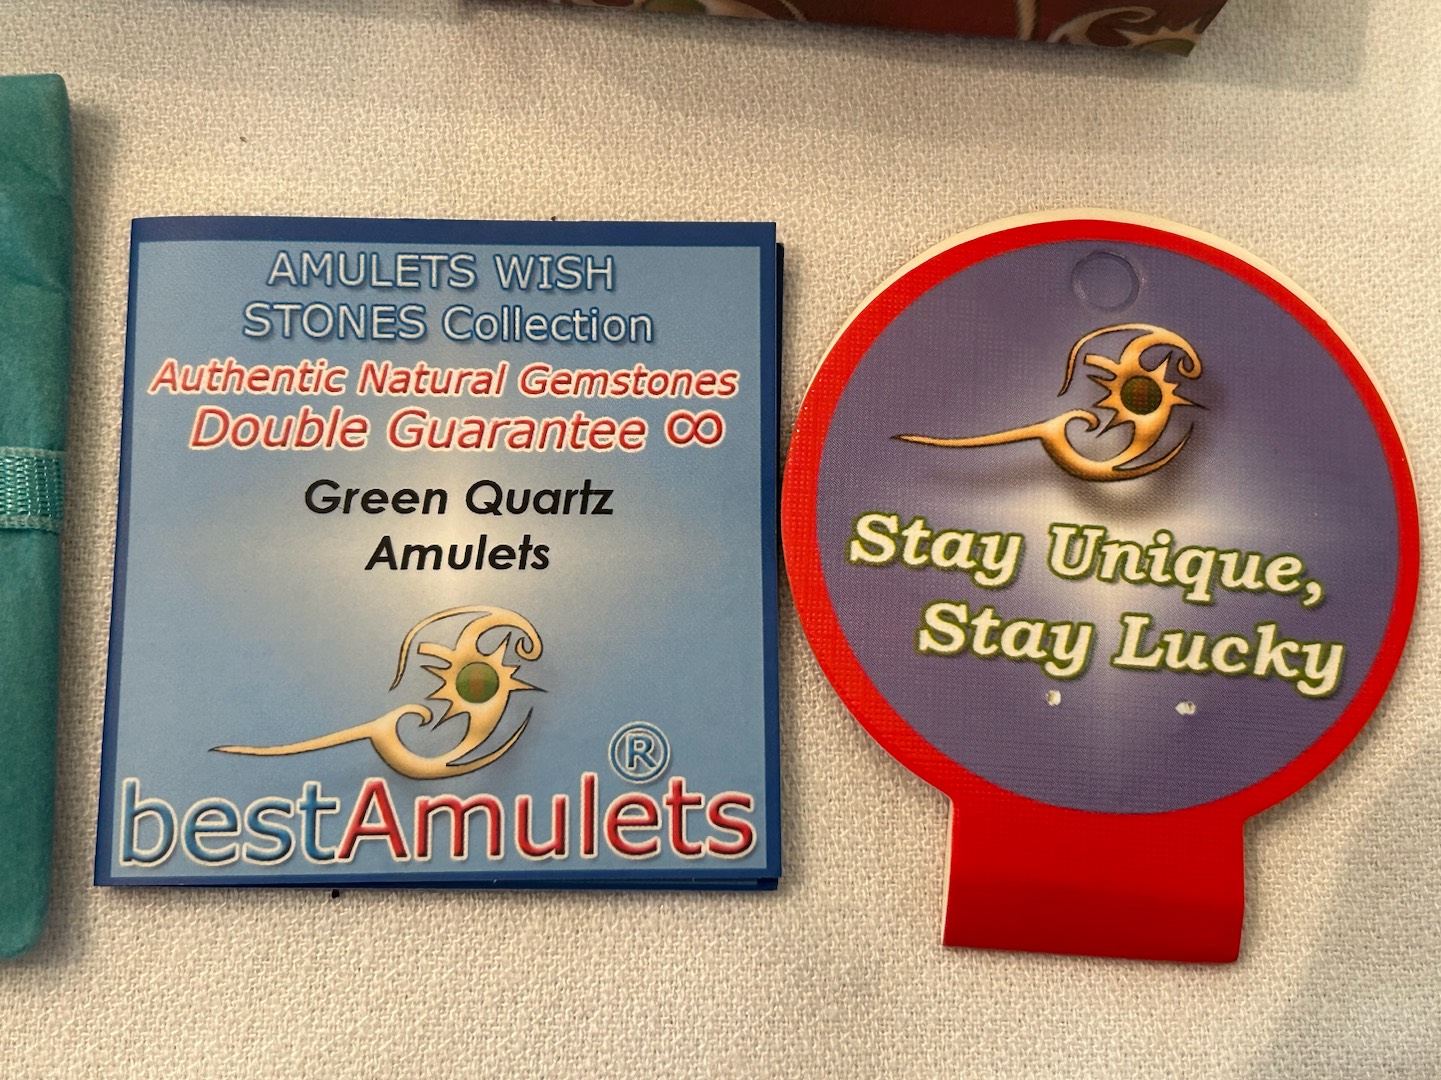 AMULETS WISH
STONES Collection
Authentic Natural Gemstones
Double Guarantee ∞
Green Quartz
Amulets
bestAmulets®
Stay Unique,
Stay Lucky